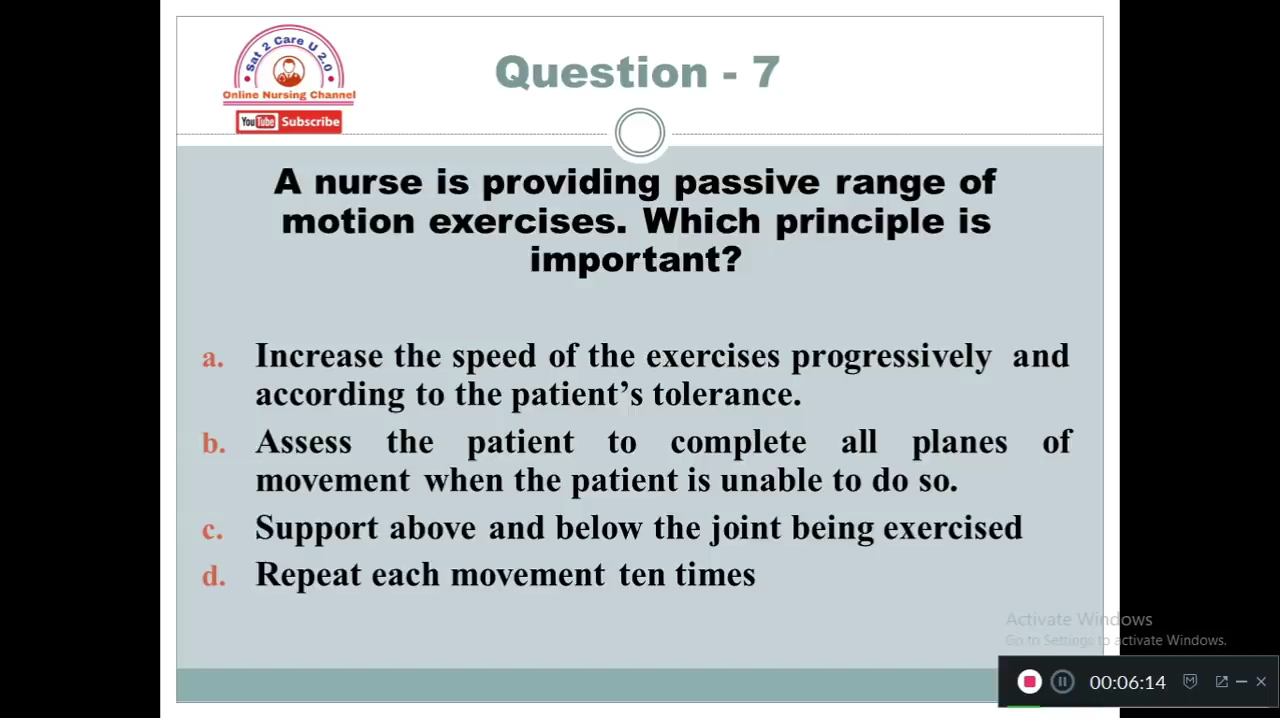 Sat 2 Care U 2.0
Online Nursing Channel
YouTube Subscribe
Question - 7
A nurse is providing passive range of
motion exercises. Which principle is
important?
a. Increase the speed of the exercises progressively and
according to the patient's tolerance.
b. Assess the patient to complete all planes of
movement when the patient is unable to do so.
c. Support above and below the joint being exercised
d. Repeat each movement ten times
Activate Windows
Go to Settings to activate Windows.
00:06:14